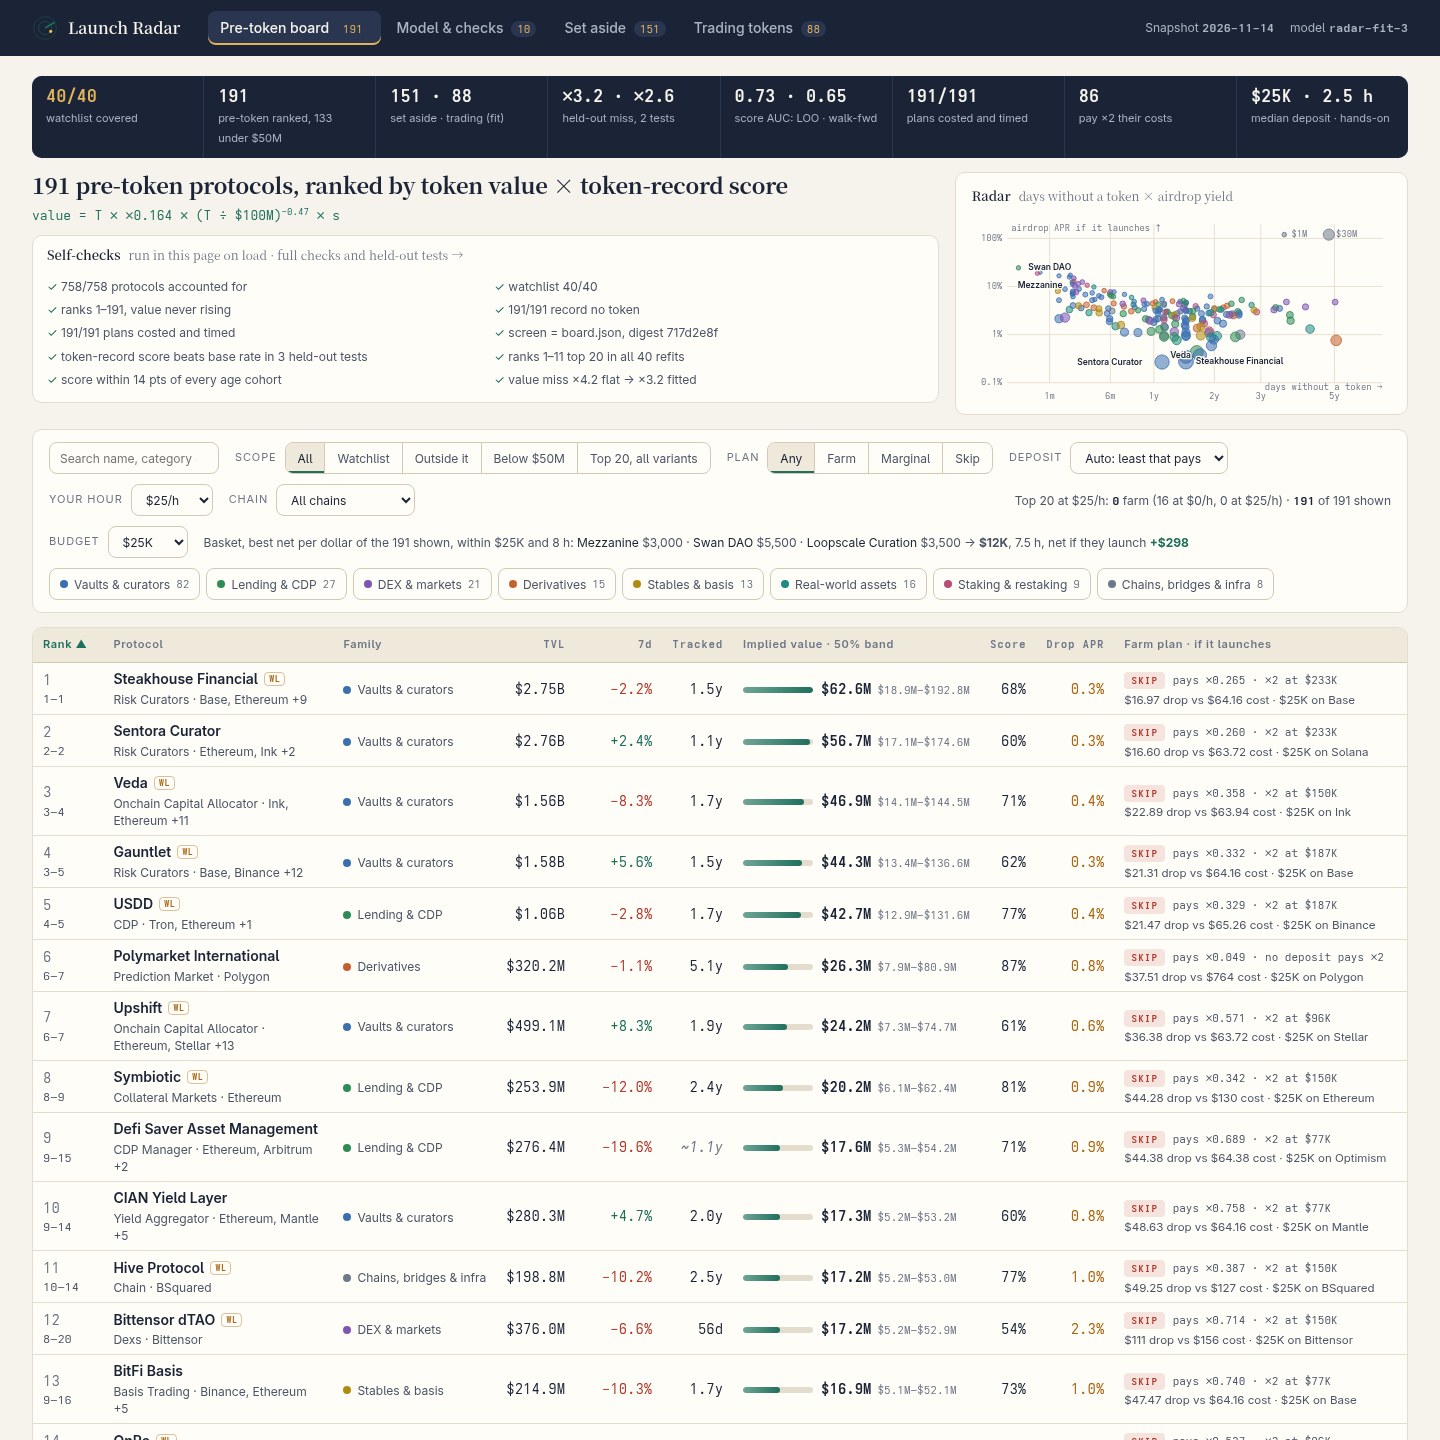 Launch Radar
Pre-token board 191
Model & checks 10
Set aside 151
Trading tokens 88
Snapshot 2026-11-14 model radar-fit-3
40/40
watchlist covered
191
pre-token ranked, 133
under $50M
151 · 88
set aside · trading (fit)
×3.2 · ×2.6
held-out miss, 2 tests
0.73 · 0.65
score AUC: LOO · walk-fwd
191/191
plans costed and timed
86
pay ×2 their costs
$25K · 2.5 h
median deposit · hands-on
191 pre-token protocols, ranked by token value × token-record score
value = T × ×0.164 × (T ÷ $100M)−0.47 × s
Self-checks run in this page on load · full checks and held-out tests →
✓ 758/758 protocols accounted for
✓ watchlist 40/40
✓ ranks 1–191, value never rising
✓ 191/191 record no token
✓ 191/191 plans costed and timed
✓ screen = board.json, digest 717d2e8f
✓ token-record score beats base rate in 3 held-out tests
✓ ranks 1–11 top 20 in all 40 refits
✓ score within 14 pts of every age cohort
✓ value miss ×4.2 flat → ×3.2 fitted
Radar days without a token × airdrop yield
airdrop APR if it launches ↑
$1M
$30M
100%
10%
1%
0.1%
Swan DAO
Mezzanine
Sentora Curator
Veda
Steakhouse Financial
days without a token →
1m
6m
1y
2y
3y
5y
Search name, category
SCOPE All Watchlist Outside it Below $50M Top 20, all variants
PLAN Any Farm Marginal Skip
DEPOSIT Auto: least that pays
YOUR HOUR $25/h
CHAIN All chains
Top 20 at $25/h: 0 farm (16 at $0/h, 0 at $25/h) · 191 of 191 shown
BUDGET $25K
Basket, best net per dollar of the 191 shown, within $25K and 8 h: Mezzanine $3,000 · Swan DAO $5,500 · Loopscale Curation $3,500 → $12K, 7.5 h, net if they launch +$298
Vaults & curators 82
Lending & CDP 27
DEX & markets 21
Derivatives 15
Stables & basis 13
Real-world assets 16
Staking & restaking 9
Chains, bridges & infra 8
Rank ▲ Protocol Family TVL 7d Tracked Implied value · 50% band Score Drop APR Farm plan · if it launches
1 Steakhouse Financial WL Vaults & curators $2.75B −2.2% 1.5y $62.6M $18.9M–$192.8M 68% 0.3% SKIP pays ×0.265 · ×2 at $233K
1–1 Risk Curators · Base, Ethereum +9 $16.97 drop vs $64.16 cost · $25K on Base
2 Sentora Curator Vaults & curators $2.76B +2.4% 1.1y $56.7M $17.1M–$174.6M 60% 0.3% SKIP pays ×0.260 · ×2 at $233K
2–2 Risk Curators · Ethereum, Ink +2 $16.60 drop vs $63.72 cost · $25K on Solana
3 Veda WL Vaults & curators $1.56B −8.3% 1.7y $46.9M $14.1M–$144.5M 71% 0.4% SKIP pays ×0.358 · ×2 at $150K
3–4 Onchain Capital Allocator · Ink, $22.89 drop vs $63.94 cost · $25K on Ink
Ethereum +11
4 Gauntlet WL Vaults & curators $1.58B +5.6% 1.5y $44.3M $13.4M–$136.6M 62% 0.3% SKIP pays ×0.332 · ×2 at $187K
3–5 Risk Curators · Base, Binance +12 $21.31 drop vs $64.16 cost · $25K on Base
5 USDD WL Lending & CDP $1.06B −2.8% 1.7y $42.7M $12.9M–$131.6M 77% 0.4% SKIP pays ×0.329 · ×2 at $187K
4–5 CDP · Tron, Ethereum +1 $21.47 drop vs $65.26 cost · $25K on Binance
6 Polymarket International Derivatives $320.2M −1.1% 5.1y $26.3M $7.9M–$80.9M 87% 0.8% SKIP pays ×0.049 · no deposit pays ×2
6–7 Prediction Market · Polygon $37.51 drop vs $764 cost · $25K on Polygon
7 Upshift WL Vaults & curators $499.1M +8.3% 1.9y $24.2M $7.3M–$74.7M 61% 0.6% SKIP pays ×0.571 · ×2 at $96K
6–7 Onchain Capital Allocator · $36.38 drop vs $63.72 cost · $25K on Stellar
Ethereum, Stellar +13
8 Symbiotic WL Lending & CDP $253.9M −12.0% 2.4y $20.2M $6.1M–$62.4M 81% 0.9% SKIP pays ×0.342 · ×2 at $150K
8–9 Collateral Markets · Ethereum $44.28 drop vs $130 cost · $25K on Ethereum
9 Defi Saver Asset Management Lending & CDP $276.4M −19.6% ~1.1y $17.6M $5.3M–$54.2M 71% 0.9% SKIP pays ×0.689 · ×2 at $77K
9–15 CDP Manager · Ethereum, Arbitrum $44.38 drop vs $64.38 cost · $25K on Optimism
+2
10 CIAN Yield Layer Vaults & curators $280.3M +4.7% 2.0y $17.3M $5.2M–$53.2M 60% 0.8% SKIP pays ×0.758 · ×2 at $77K
9–14 Yield Aggregator · Ethereum, Mantle $48.63 drop vs $64.16 cost · $25K on Mantle
+5
11 Hive Protocol WL Chains, bridges & infra $198.8M −10.2% 2.5y $17.2M $5.2M–$53.0M 77% 1.0% SKIP pays ×0.387 · ×2 at $150K
10–14 Chain · BSquared $49.25 drop vs $127 cost · $25K on BSquared
12 Bittensor dTAO WL DEX & markets $376.0M −6.6% 56d $17.2M $5.2M–$52.9M 54% 2.3% SKIP pays ×0.714 · ×2 at $150K
8–20 Dexs · Bittensor $111 drop vs $156 cost · $25K on Bittensor
13 BitFi Basis Stables & basis $214.9M −10.3% 1.7y $16.9M $5.1M–$52.1M 73% 1.0% SKIP pays ×0.740 · ×2 at $77K
9–16 Basis Trading · Binance, Ethereum $47.47 drop vs $64.16 cost · $25K on Base
+5